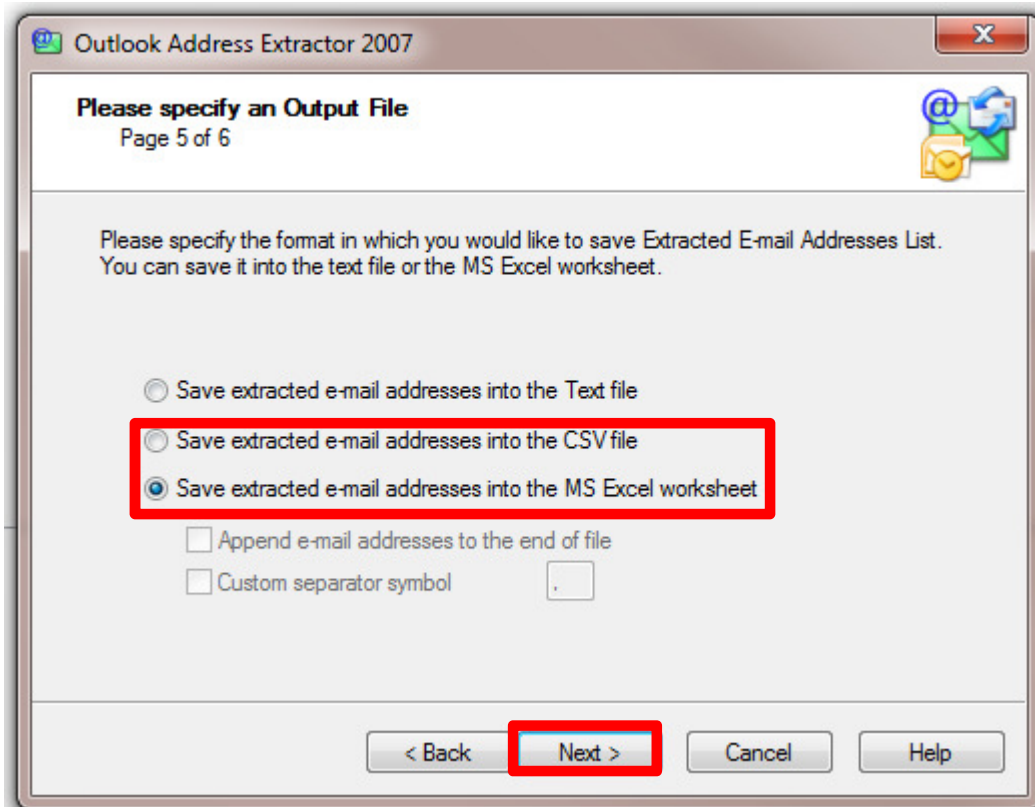 Outlook Address Extractor 2007
Please specify an Output File
Page 5 of 6
Please specify the format in which you would like to save Extracted E-mail Addresses List.
You can save it into the text file or the MS Excel worksheet.
Save extracted e-mail addresses into the Text file
Save extracted e-mail addresses into the CSV file
Save extracted e-mail addresses into the MS Excel worksheet
Append e-mail addresses to the end of file
Custom separator symbol ,
< Back Next > Cancel Help